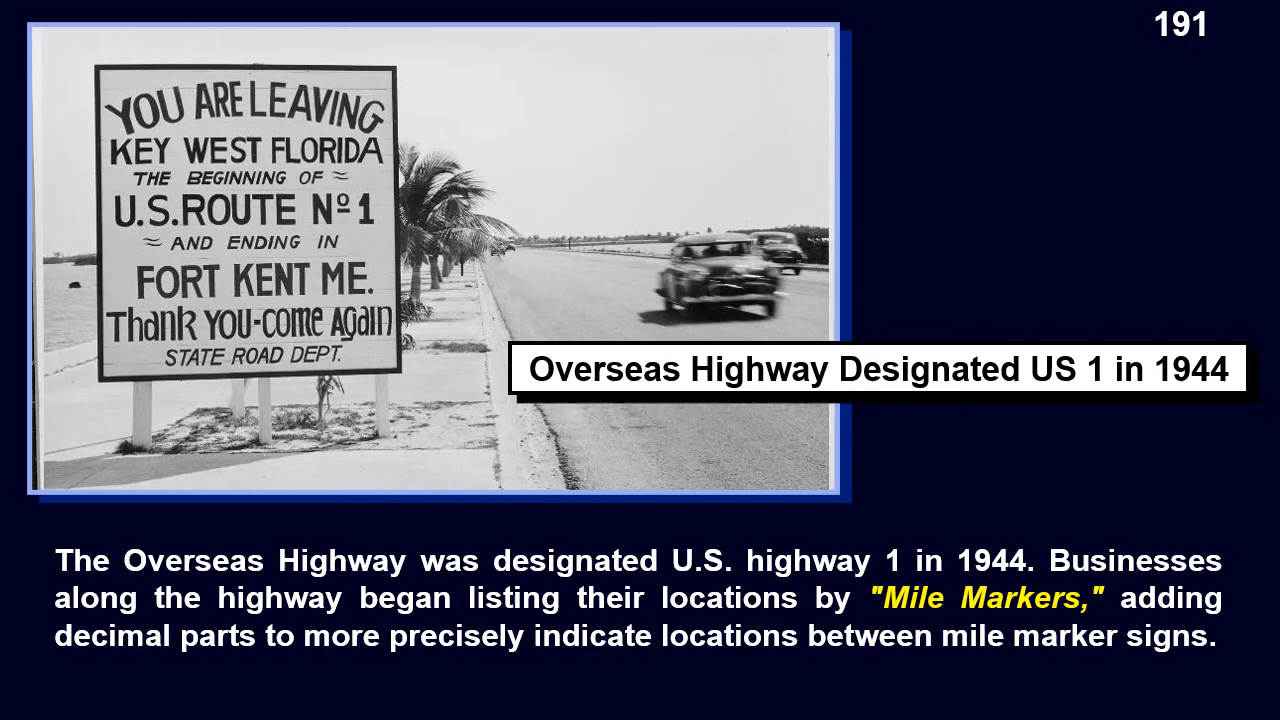 191
YOU ARE LEAVING
KEY WEST FLORIDA
THE BEGINNING OF
U.S. ROUTE Nº 1
AND ENDING IN
FORT KENT ME.
Thank You-come Again
STATE ROAD DEPT.
Overseas Highway Designated US 1 in 1944
The Overseas Highway was designated U.S. highway 1 in 1944. Businesses
along the highway began listing their locations by "Mile Markers," adding
decimal parts to more precisely indicate locations between mile marker signs.